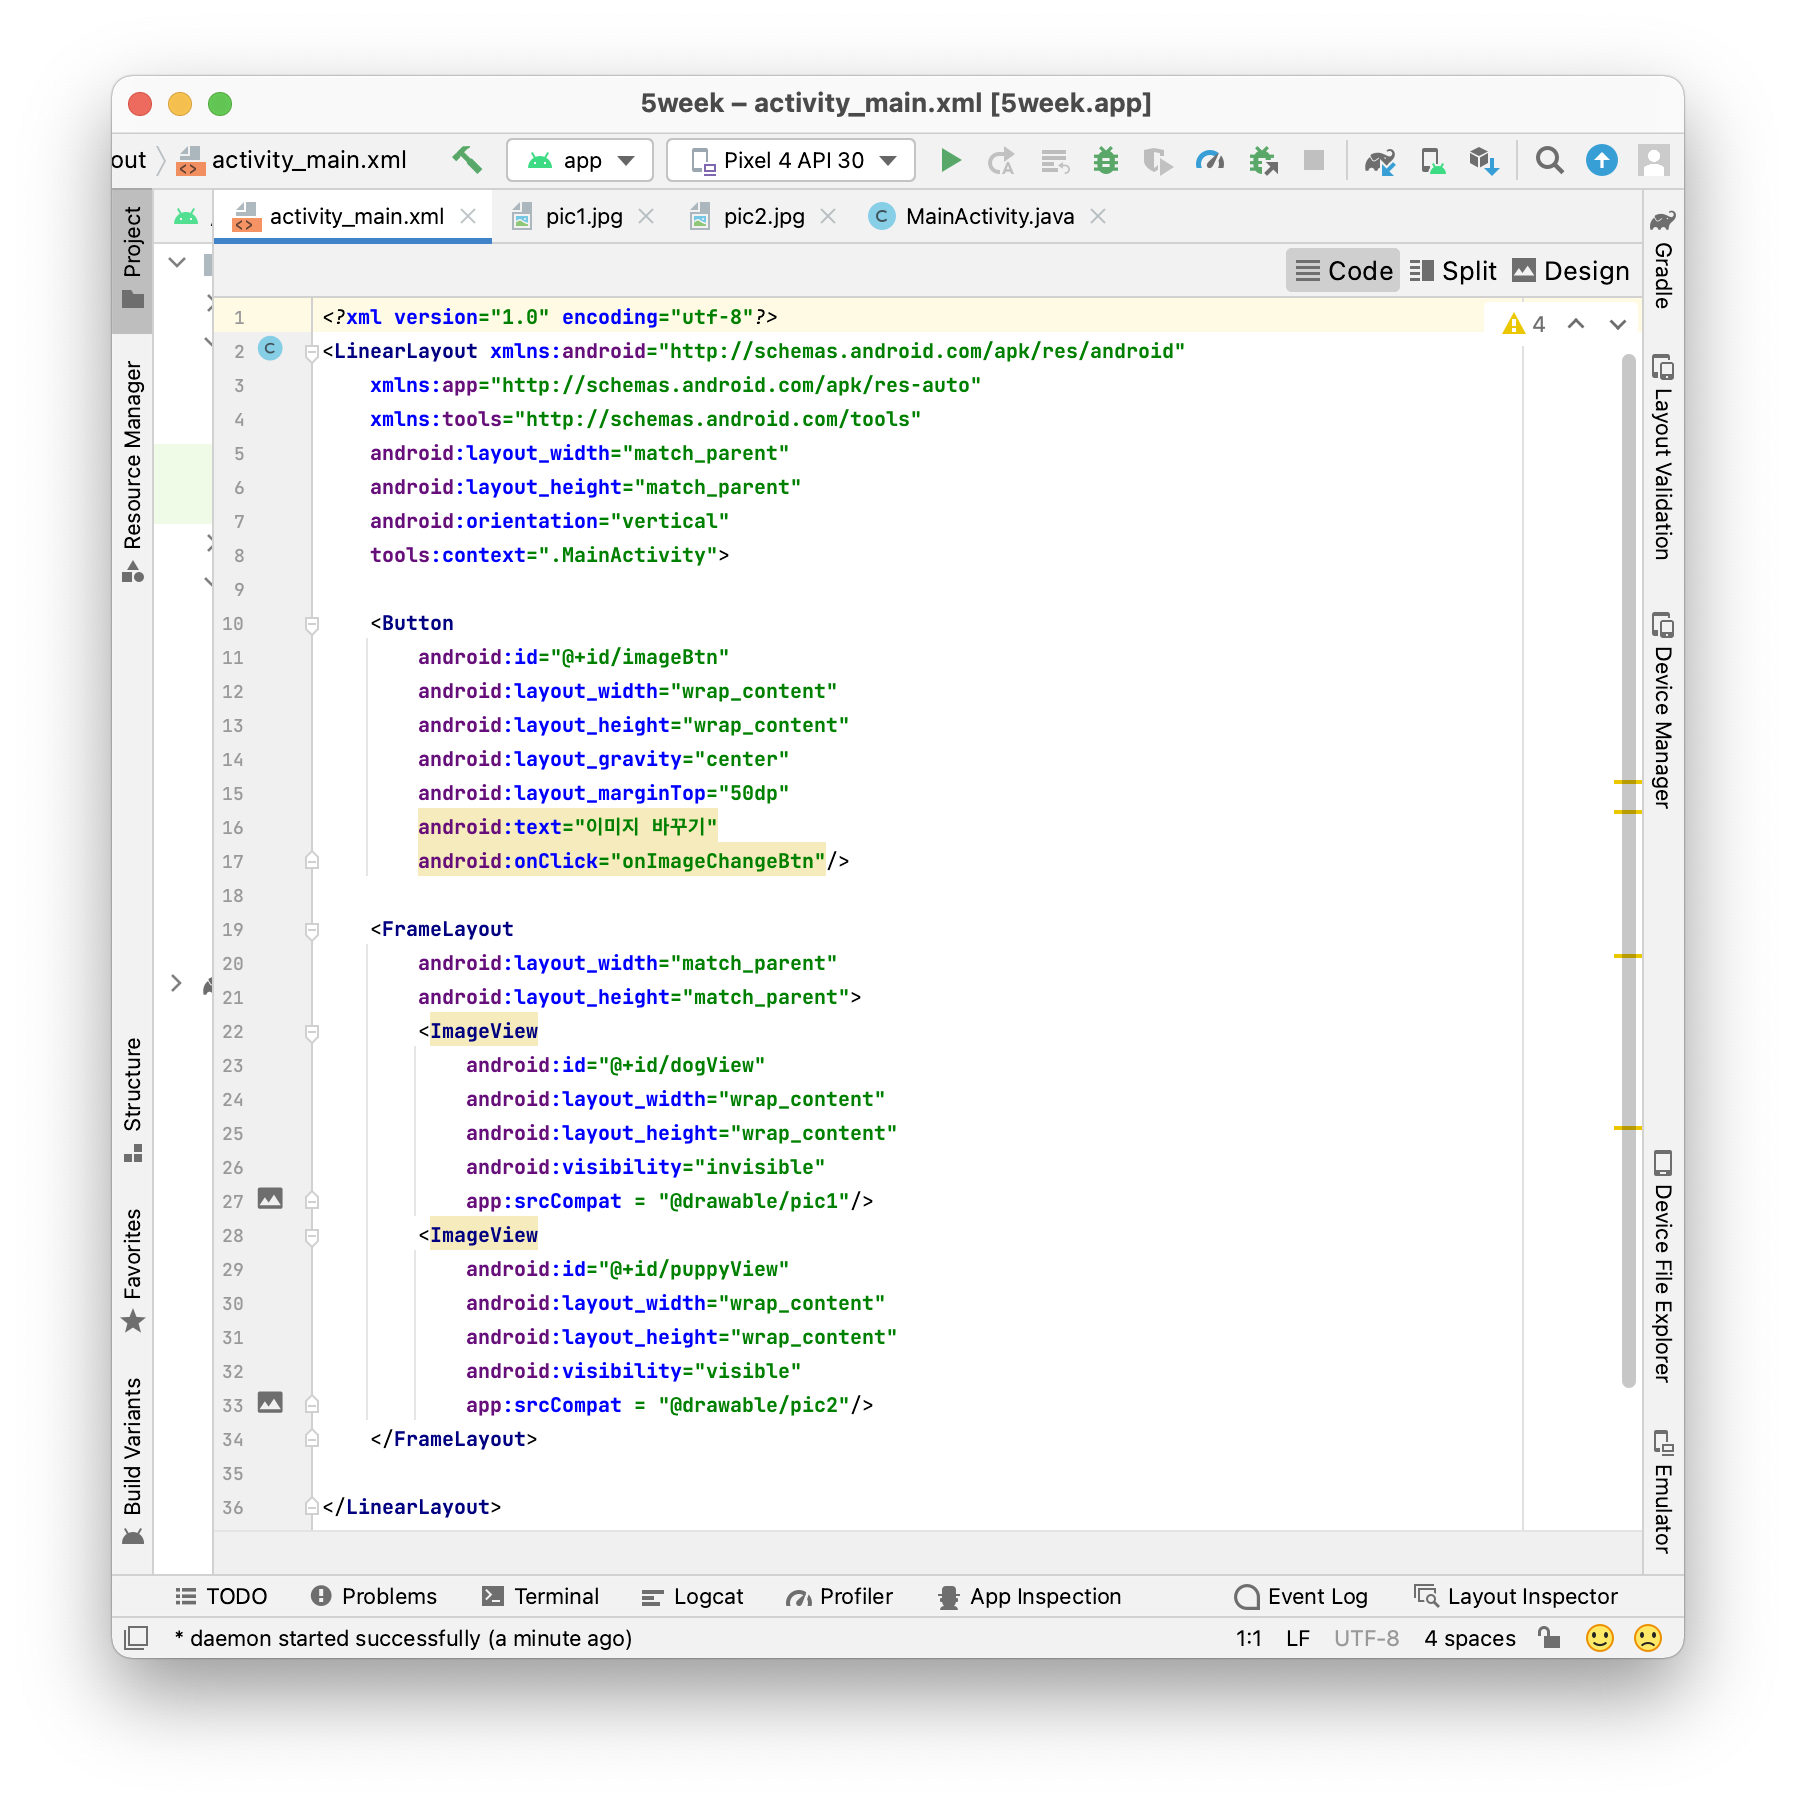 5week – activity_main.xml [5week.app]
out activity_main.xml app Pixel 4 API 30
activity_main.xml pic1.jpg pic2.jpg MainActivity.java
Code Split Design
Project
Resource Manager
Structure
Favorites
Build Variants
1 <?xml version="1.0" encoding="utf-8"?>
4
2 <LinearLayout xmlns:android="http://schemas.android.com/apk/res/android"
3 xmlns:app="http://schemas.android.com/apk/res-auto"
4 xmlns:tools="http://schemas.android.com/tools"
5 android:layout_width="match_parent"
6 android:layout_height="match_parent"
7 android:orientation="vertical"
8 tools:context=".MainActivity">
9
10 <Button
11 android:id="@+id/imageBtn"
12 android:layout_width="wrap_content"
13 android:layout_height="wrap_content"
14 android:layout_gravity="center"
15 android:layout_marginTop="50dp"
16 android:text="이미지 바꾸기"
17 android:onClick="onImageChangeBtn"/>
18
19 <FrameLayout
20 android:layout_width="match_parent"
21 android:layout_height="match_parent">
22 <ImageView
23 android:id="@+id/dogView"
24 android:layout_width="wrap_content"
25 android:layout_height="wrap_content"
26 android:visibility="invisible"
27 app:srcCompat = "@drawable/pic1"/>
28 <ImageView
29 android:id="@+id/puppyView"
30 android:layout_width="wrap_content"
31 android:layout_height="wrap_content"
32 android:visibility="visible"
33 app:srcCompat = "@drawable/pic2"/>
34 </FrameLayout>
35
36 </LinearLayout>
Gradle
Layout Validation
Device Manager
Device File Explorer
Emulator
TODO Problems Terminal Logcat Profiler App Inspection Event Log Layout Inspector
* daemon started successfully (a minute ago) 1:1 LF UTF-8 4 spaces